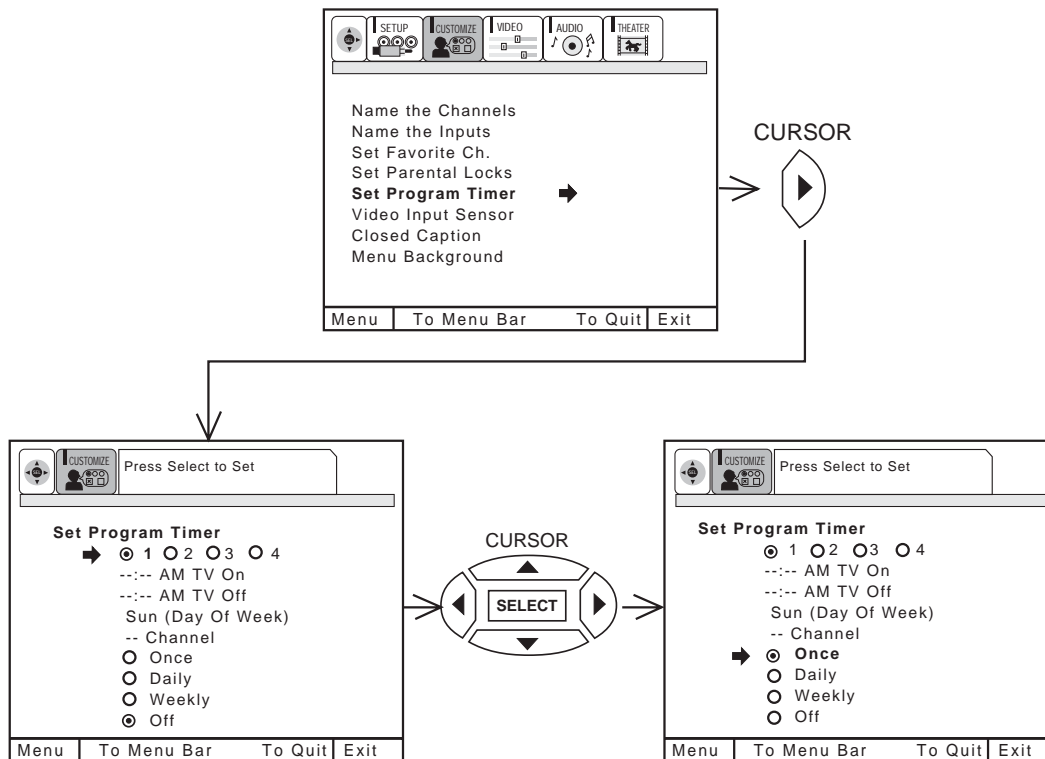 SETUP CUSTOMIZE VIDEO AUDIO THEATER
SEL
Name the Channels
Name the Inputs
Set Favorite Ch.
Set Parental Locks
Set Program Timer
Video Input Sensor
Closed Caption
Menu Background
Menu To Menu Bar To Quit Exit
CURSOR
SEL CUSTOMIZE Press Select to Set
Set Program Timer
1 2 3 4
--:-- AM TV On
--:-- AM TV Off
Sun (Day Of Week)
-- Channel
Once
Daily
Weekly
Off
Menu To Menu Bar To Quit Exit
CURSOR
SELECT
SEL CUSTOMIZE Press Select to Set
Set Program Timer
1 2 3 4
--:-- AM TV On
--:-- AM TV Off
Sun (Day Of Week)
-- Channel
Once
Daily
Weekly
Off
Menu To Menu Bar To Quit Exit